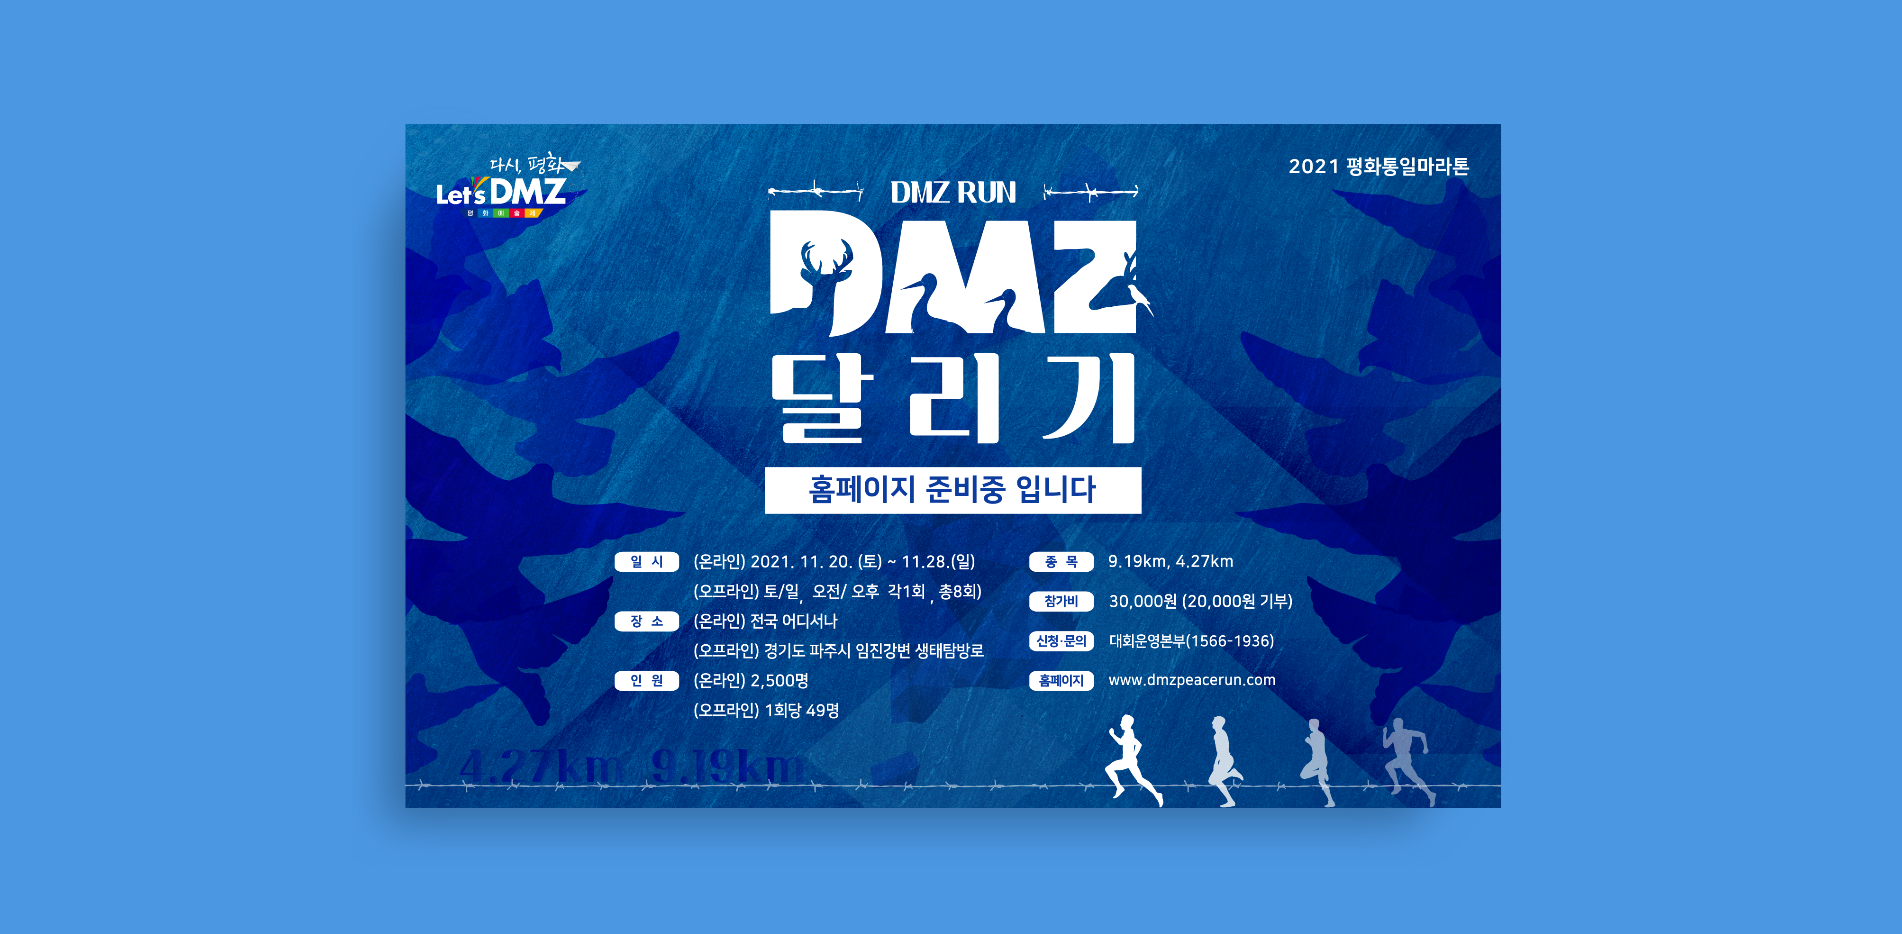 다시, 평화
Let's DMZ
평 화 예 술 제
2021 평화통일마라톤
DMZ RUN
DMZ
달리기
홈페이지 준비중 입니다
일 시 (온라인) 2021. 11. 20. (토) ~ 11.28.(일)
(오프라인) 토/일, 오전/ 오후 각1회 , 총8회)
장 소 (온라인) 전국 어디서나
(오프라인) 경기도 파주시 임진강변 생태탐방로
인 원 (온라인) 2,500명
(오프라인) 1회당 49명
종 목 9.19km, 4.27km
참가비 30,000원 (20,000원 기부)
신청·문의 대회운영본부(1566-1936)
홈페이지 www.dmzpeacerun.com
4.27km 9.19km